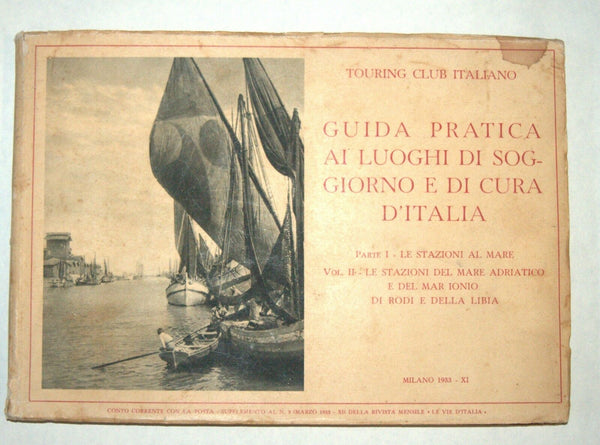 TOURING CLUB ITALIANO
GUIDA PRATICA
AI LUOGHI DI SOG-
GIORNO E DI CURA
D'ITALIA
PARTE I - LE STAZIONI AL MARE
VOL. II - LE STAZIONI DEL MARE ADRIATICO
E DEL MAR IONIO
DI RODI E DELLA LIBIA
MILANO 1933 - XI
CONTO CORRENTE CON LA POSTA - SUPPLEMENTO AL N. 3 (MARZO 1933 - XI) DELLA RIVISTA MENSILE « LE VIE D'ITALIA »